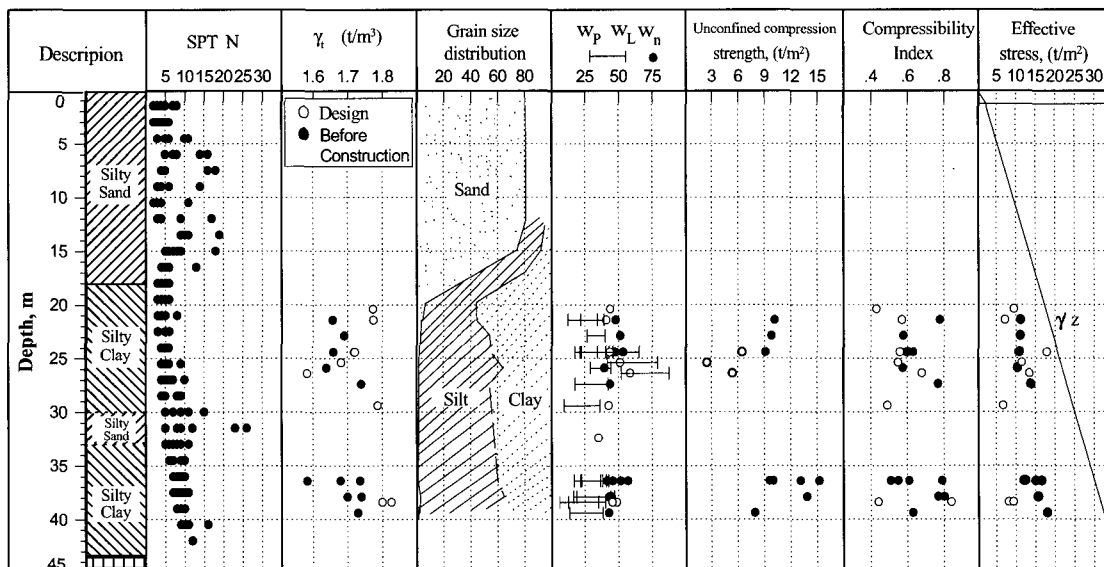 Descripion
SPT N
5 10 15 20 25 30
γt (t/m³)
1.6 1.7 1.8
Grain size
distribution
20 40 60 80
WP WL Wn
25 50 75
Unconfined compression
strength, (t/m²)
3 6 9 12 15
Compressibility
Index
.4 .6 .8
Effective
stress, (t/m²)
5 10 15 20 25 30
Depth, m
0
5
10
15
20
25
30
35
40
45
Silty
Sand
Silty
Clay
Silty
Sand
Silty
Clay
Design
Before
Construction
Sand
Silt
Clay
γ z